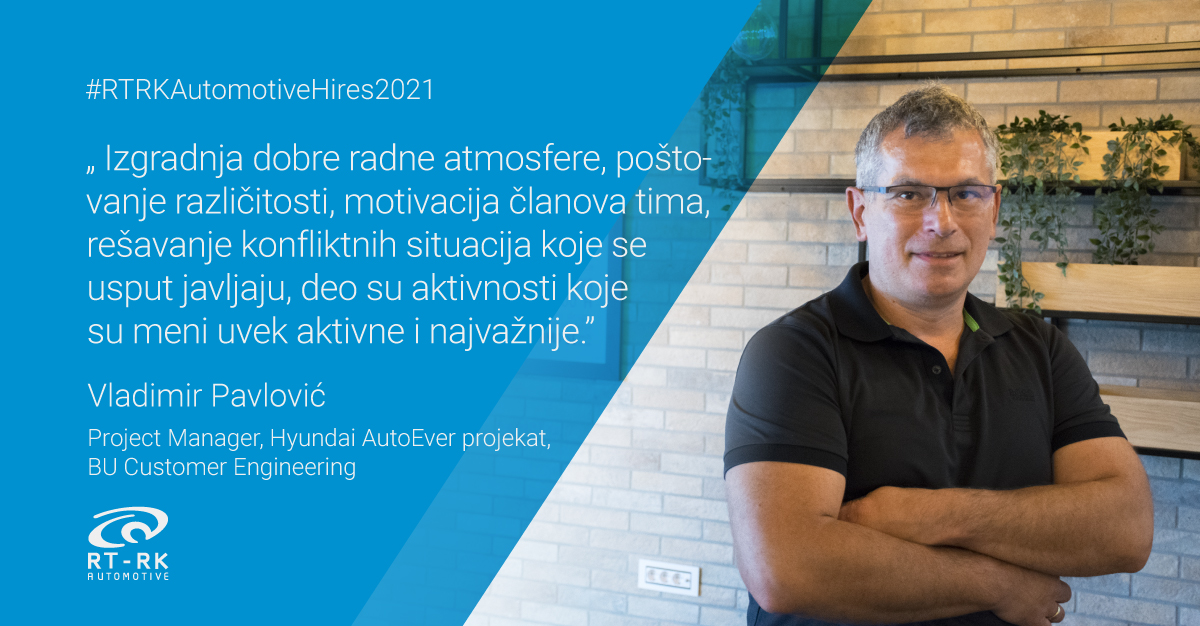 #RTRKAutomotiveHires2021
„ Izgradnja dobre radne atmosfere, pošto-
vanje različitosti, motivacija članova tima,
rešavanje konfliktnih situacija koje se
usput javljaju, deo su aktivnosti koje
su meni uvek aktivne i najvažnije.”
Vladimir Pavlović
Project Manager, Hyundai AutoEver projekat,
BU Customer Engineering
RT-RK
AUTOMOTIVE